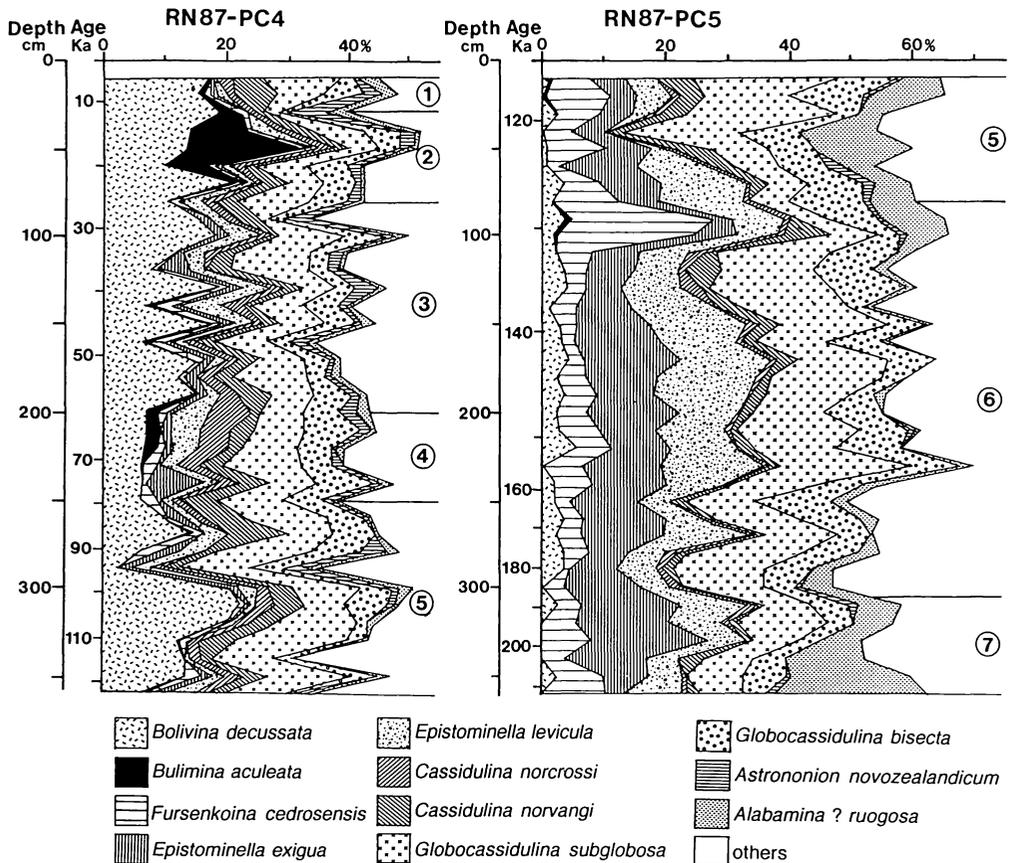 RN87-PC4
Depth Age
cm Ka 0 20 40%
0
10
30
100
50
200
70
90
300
110
1
2
3
4
5
RN87-PC5
Depth Age
cm Ka 0 20 40 60%
0
120
100
140
200
160
180
300
200
5
6
7
Bolivina decussata
Bulimina aculeata
Fursenkoina cedrosensis
Epistominella exigua
Epistominella levicula
Cassidulina norcrossi
Cassidulina norvangi
Globocassidulina subglobosa
Globocassidulina bisecta
Astrononion novozealandicum
Alabamina ? ruogosa
others